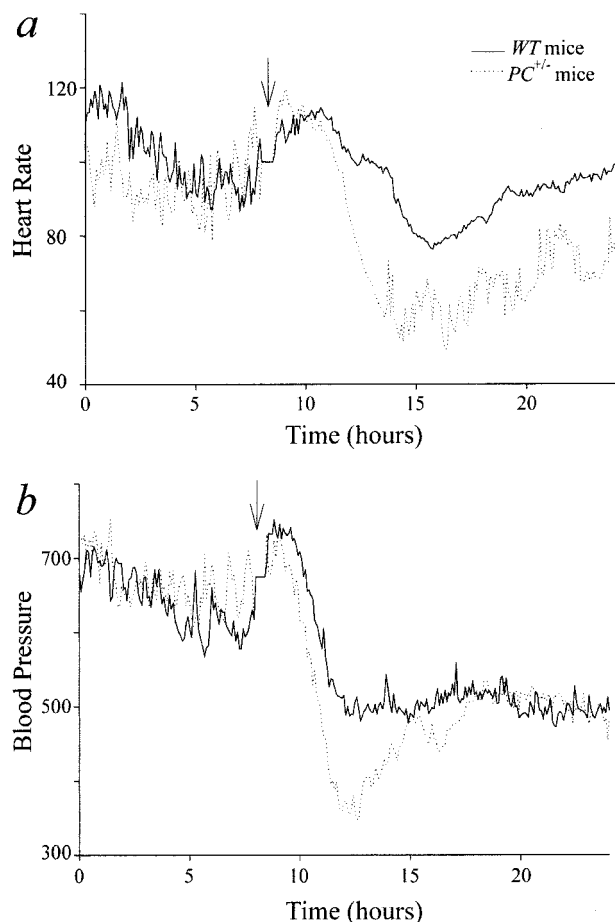 a
WT mice
PC+/- mice
120
80
40
Heart Rate
0 5 10 15 20
Time (hours)
b
700
500
300
Blood Pressure
0 5 10 15 20
Time (hours)